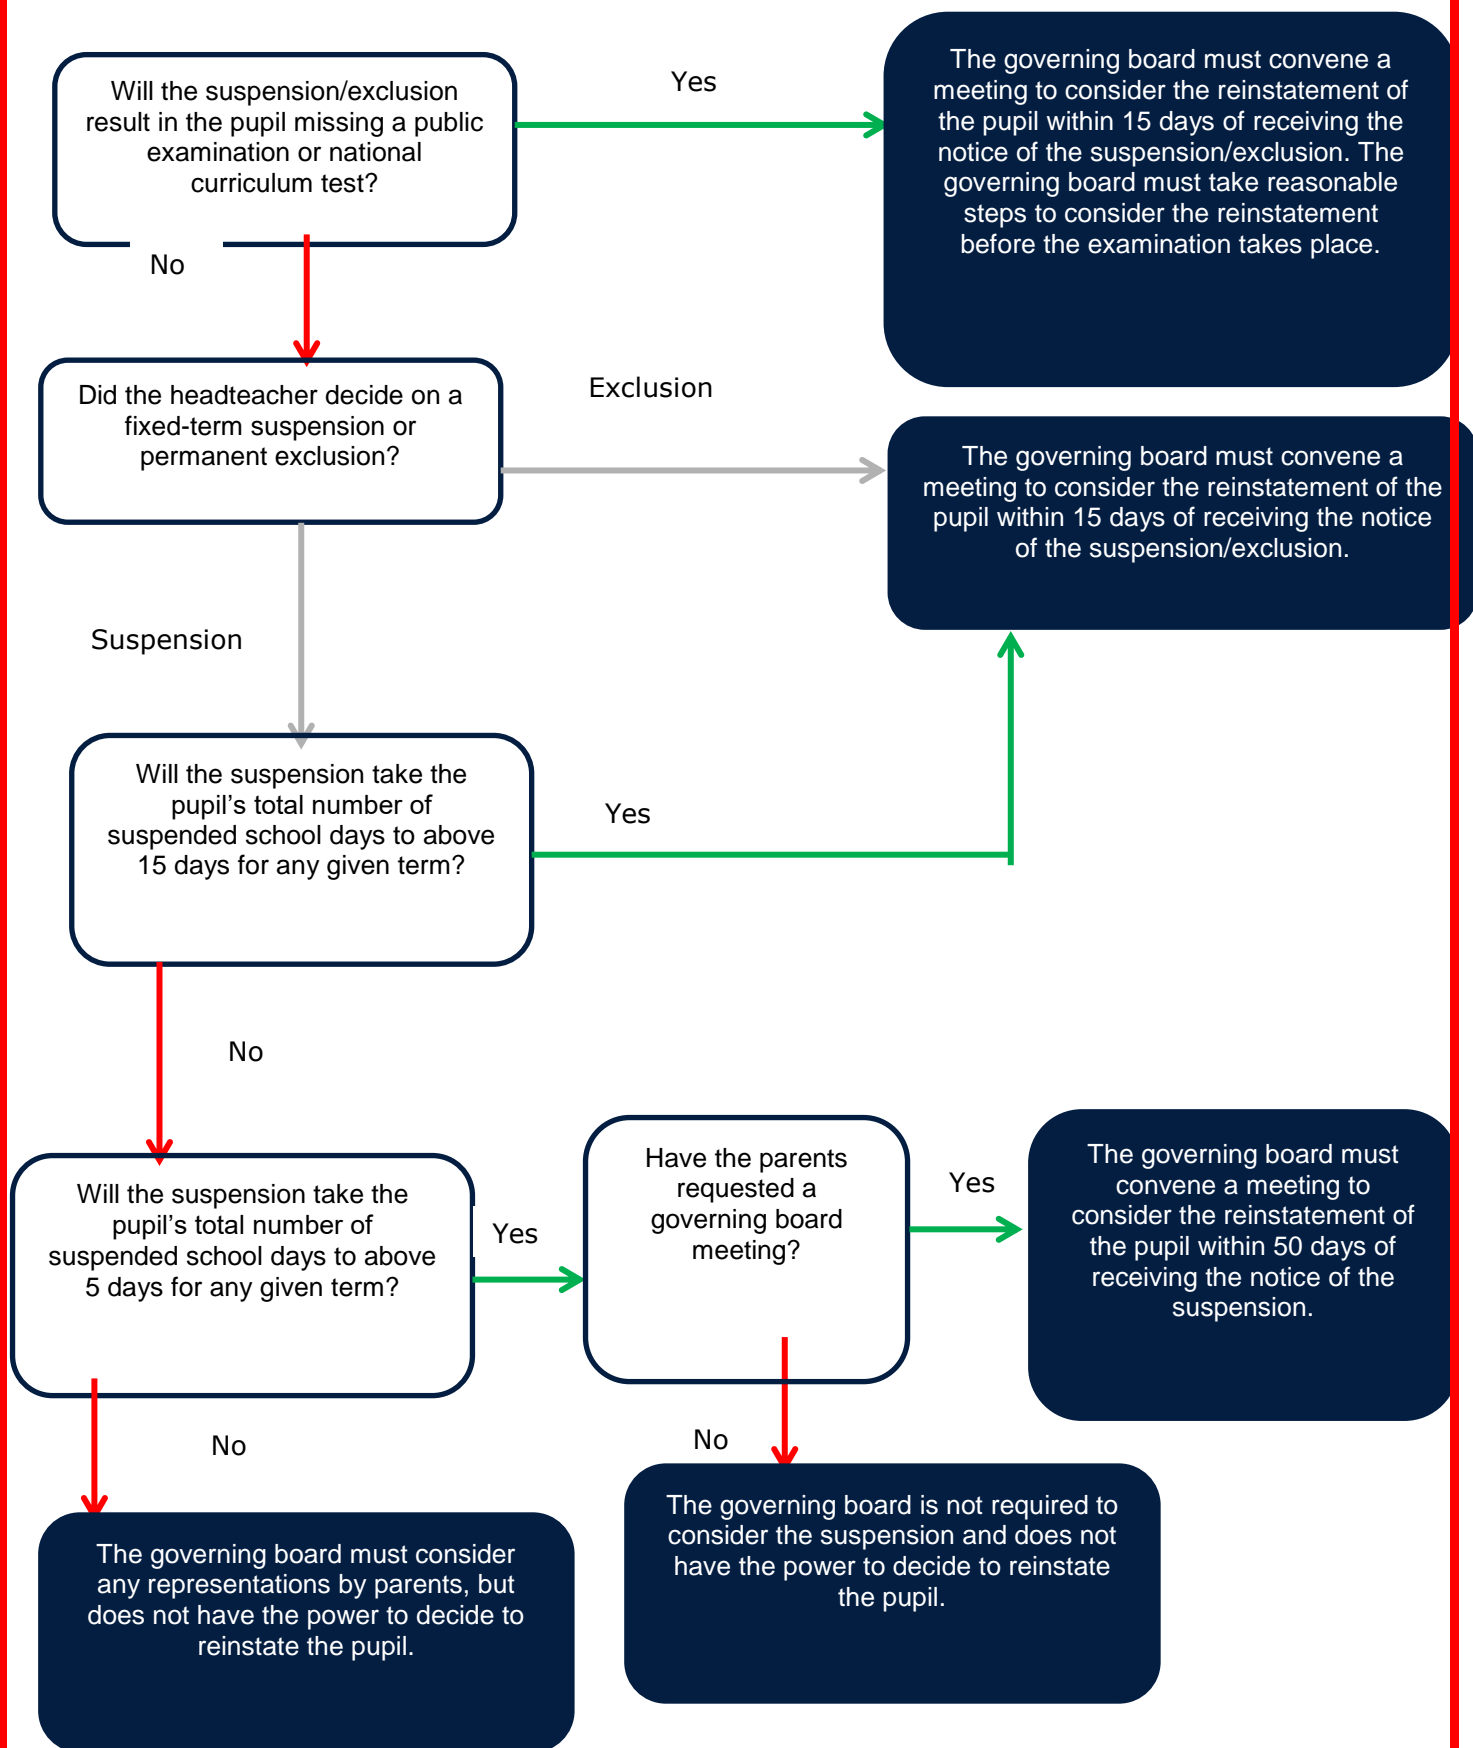 Will the suspension/exclusion
result in the pupil missing a public
examination or national
curriculum test?
Yes
The governing board must convene a
meeting to consider the reinstatement of
the pupil within 15 days of receiving the
notice of the suspension/exclusion. The
governing board must take reasonable
steps to consider the reinstatement
before the examination takes place.
No
Did the headteacher decide on a
fixed-term suspension or
permanent exclusion?
Exclusion
The governing board must convene a
meeting to consider the reinstatement of the
pupil within 15 days of receiving the notice
of the suspension/exclusion.
Suspension
Will the suspension take the
pupil’s total number of
suspended school days to above
15 days for any given term?
Yes
No
Will the suspension take the
pupil’s total number of
suspended school days to above
5 days for any given term?
Yes
Have the parents
requested a
governing board
meeting?
Yes
The governing board must
convene a meeting to
consider the reinstatement of
the pupil within 50 days of
receiving the notice of the
suspension.
No
No
The governing board must consider
any representations by parents, but
does not have the power to decide to
reinstate the pupil.
The governing board is not required to
consider the suspension and does not
have the power to decide to reinstate
the pupil.